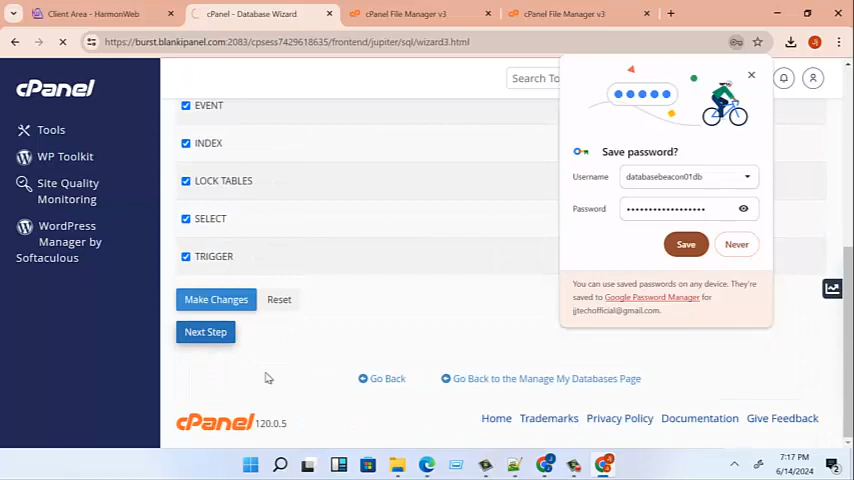 Client Area - HarmonWeb
cPanel - Database Wizard
cPanel File Manager v3
cPanel File Manager v3
https://burst.blankipanel.com:2083/cpsess7429618635/frontend/jupiter/sql/wizard3.html
Jj
cPanel
Search To
Tools
WP Toolkit
Site Quality
Monitoring
WordPress
Manager by
Softaculous
EVENT
INDEX
LOCK TABLES
SELECT
TRIGGER
Make Changes
Reset
Next Step
Save password?
Username
databasebeacon01db
Password
••••••••••••••••••
Save
Never
You can use saved passwords on any device. They're
saved to Google Password Manager for
jjtechofficial@gmail.com.
Go Back
Go Back to the Manage My Databases Page
cPanel 120.0.5
Home
Trademarks
Privacy Policy
Documentation
Give Feedback
7:17 PM
6/14/2024